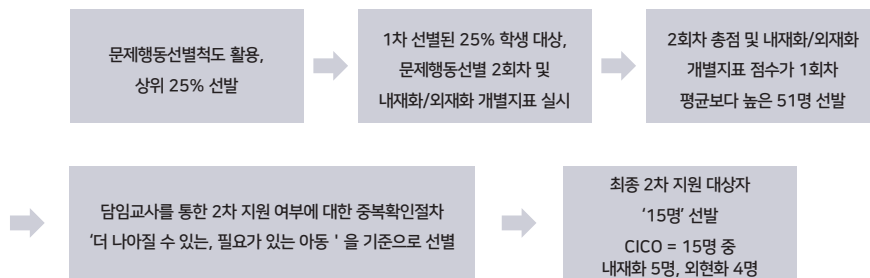 문제행동선별척도 활용,
상위 25% 선발
1차 선별된 25% 학생 대상,
문제행동선별 2회차 및
내재화/외재화 개별지표 실시
2회차 총점 및 내재화/외재화
개별지표 점수가 1회차
평균보다 높은 51명 선발
담임교사를 통한 2차 지원 여부에 대한 중복확인절차
‘더 나아질 수 있는, 필요가 있는 아동 ' 을 기준으로 선별
최종 2차 지원 대상자
‘15명’ 선발
CICO = 15명 중
내재화 5명, 외현화 4명